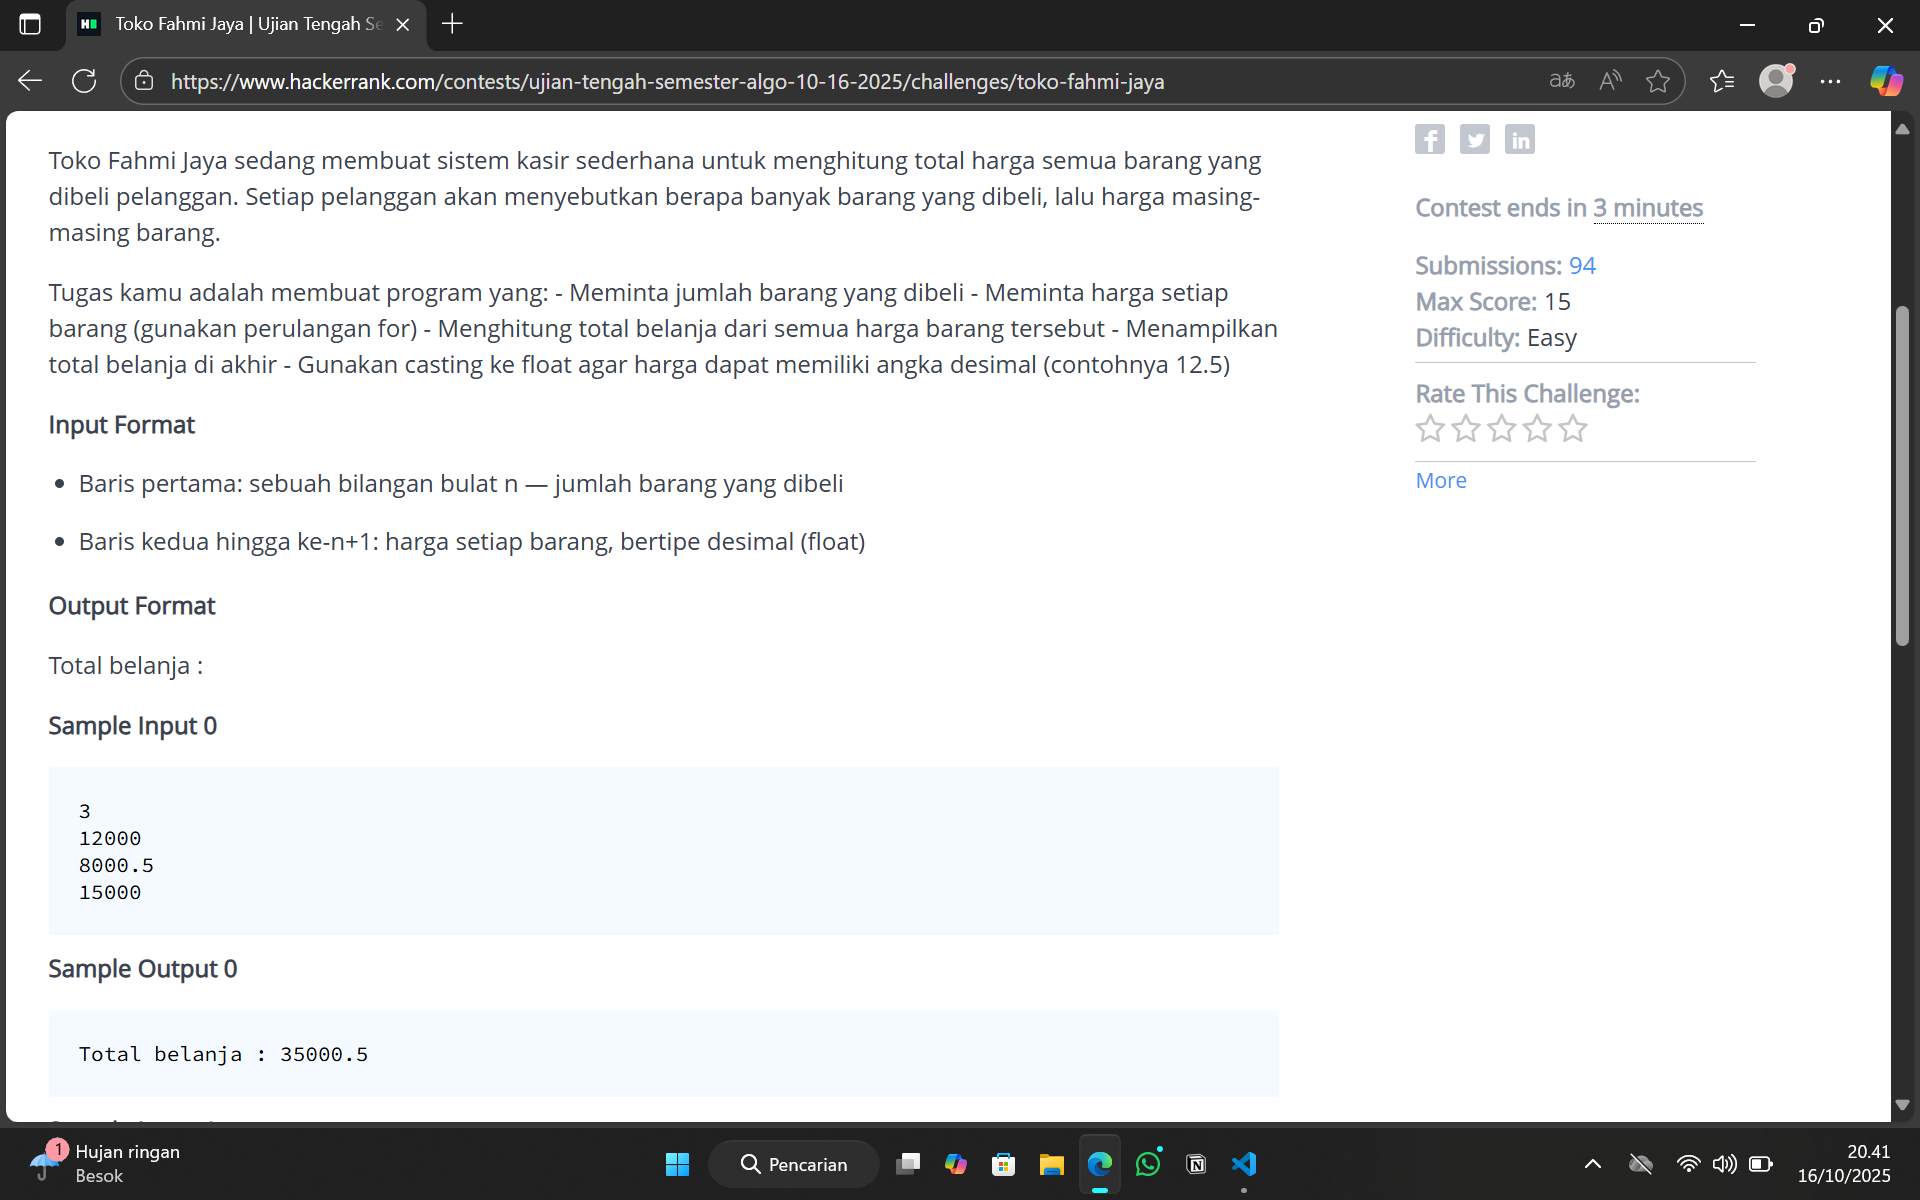 Toko Fahmi Jaya | Ujian Tengah Se
https://www.hackerrank.com/contests/ujian-tengah-semester-algo-10-16-2025/challenges/toko-fahmi-jaya
Toko Fahmi Jaya sedang membuat sistem kasir sederhana untuk menghitung total harga semua barang yang
dibeli pelanggan. Setiap pelanggan akan menyebutkan berapa banyak barang yang dibeli, lalu harga masing-
masing barang.
Tugas kamu adalah membuat program yang: - Meminta jumlah barang yang dibeli - Meminta harga setiap
barang (gunakan perulangan for) - Menghitung total belanja dari semua harga barang tersebut - Menampilkan
total belanja di akhir - Gunakan casting ke float agar harga dapat memiliki angka desimal (contohnya 12.5)
Input Format
Baris pertama: sebuah bilangan bulat n — jumlah barang yang dibeli
Baris kedua hingga ke-n+1: harga setiap barang, bertipe desimal (float)
Output Format
Total belanja :
Sample Input 0
3
12000
8000.5
15000
Sample Output 0
Total belanja : 35000.5
Contest ends in 3 minutes
Submissions: 94
Max Score: 15
Difficulty: Easy
Rate This Challenge:
More
1
Hujan ringan
Besok
Pencarian
20.41
16/10/2025